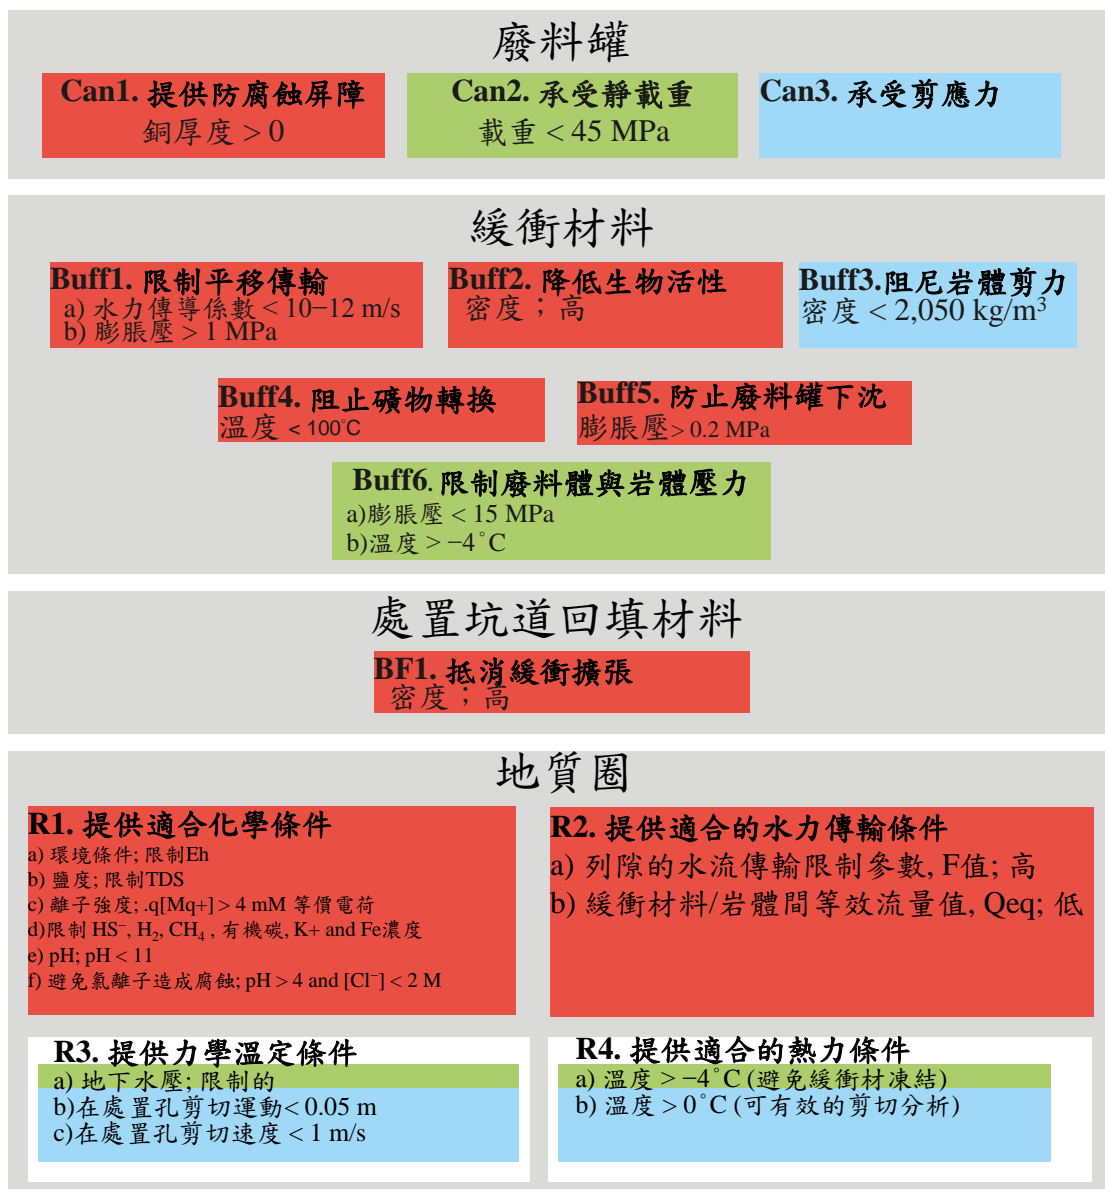 廢料罐
Can1. 提供防腐蝕屏障
銅厚度 > 0
Can2. 承受靜載重
載重 < 45 MPa
Can3. 承受剪應力
緩衝材料
Buff1. 限制平移傳輸
a) 水力傳導係數 < 10−12 m/s
b) 膨脹壓 > 1 MPa
Buff2. 降低生物活性
密度；高
Buff3.阻尼岩體剪力
密度 < 2,050 kg/m³
Buff4. 阻止礦物轉換
溫度 < 100°C
Buff5. 防止廢料罐下沈
膨脹壓> 0.2 MPa
Buff6. 限制廢料體與岩體壓力
a)膨脹壓 < 15 MPa
b)溫度 > −4°C
處置坑道回填材料
BF1. 抵消緩衝擴張
密度；高
地質圈
R1. 提供適合化學條件
a) 環境條件; 限制Eh
b) 鹽度; 限制TDS
c) 離子強度; .q[Mq+] > 4 mM 等價電荷
d)限制 HS⁻, H₂, CH₄ , 有機碳, K+ and Fe濃度
e) pH; pH < 11
f) 避免氯離子造成腐蝕; pH > 4 and [Cl⁻] < 2 M
R2. 提供適合的水力傳輸條件
a) 列隙的水流傳輸限制參數, F值; 高
b) 緩衝材料/岩體間等效流量值, Qeq; 低
R3. 提供力學溫定條件
a) 地下水壓; 限制的
b)在處置孔剪切運動< 0.05 m
c)在處置孔剪切速度 < 1 m/s
R4. 提供適合的熱力條件
a) 溫度 > −4°C (避免緩衝材凍結)
b) 溫度 > 0°C (可有效的剪切分析)